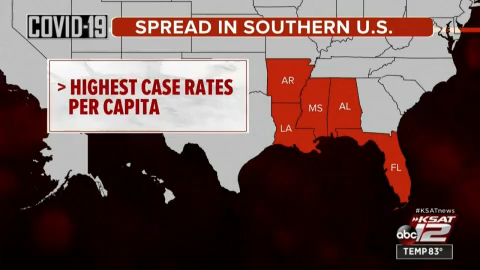 COVID-19
SPREAD IN SOUTHERN U.S.
> HIGHEST CASE RATES
PER CAPITA
AR
MS
AL
LA
FL
#KSATnews
KSAT
abc 12
TEMP 83°